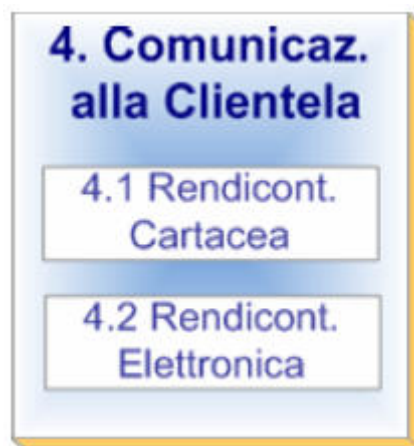 4. Comunicaz.
alla Clientela
4.1 Rendicont.
Cartacea
4.2 Rendicont.
Elettronica